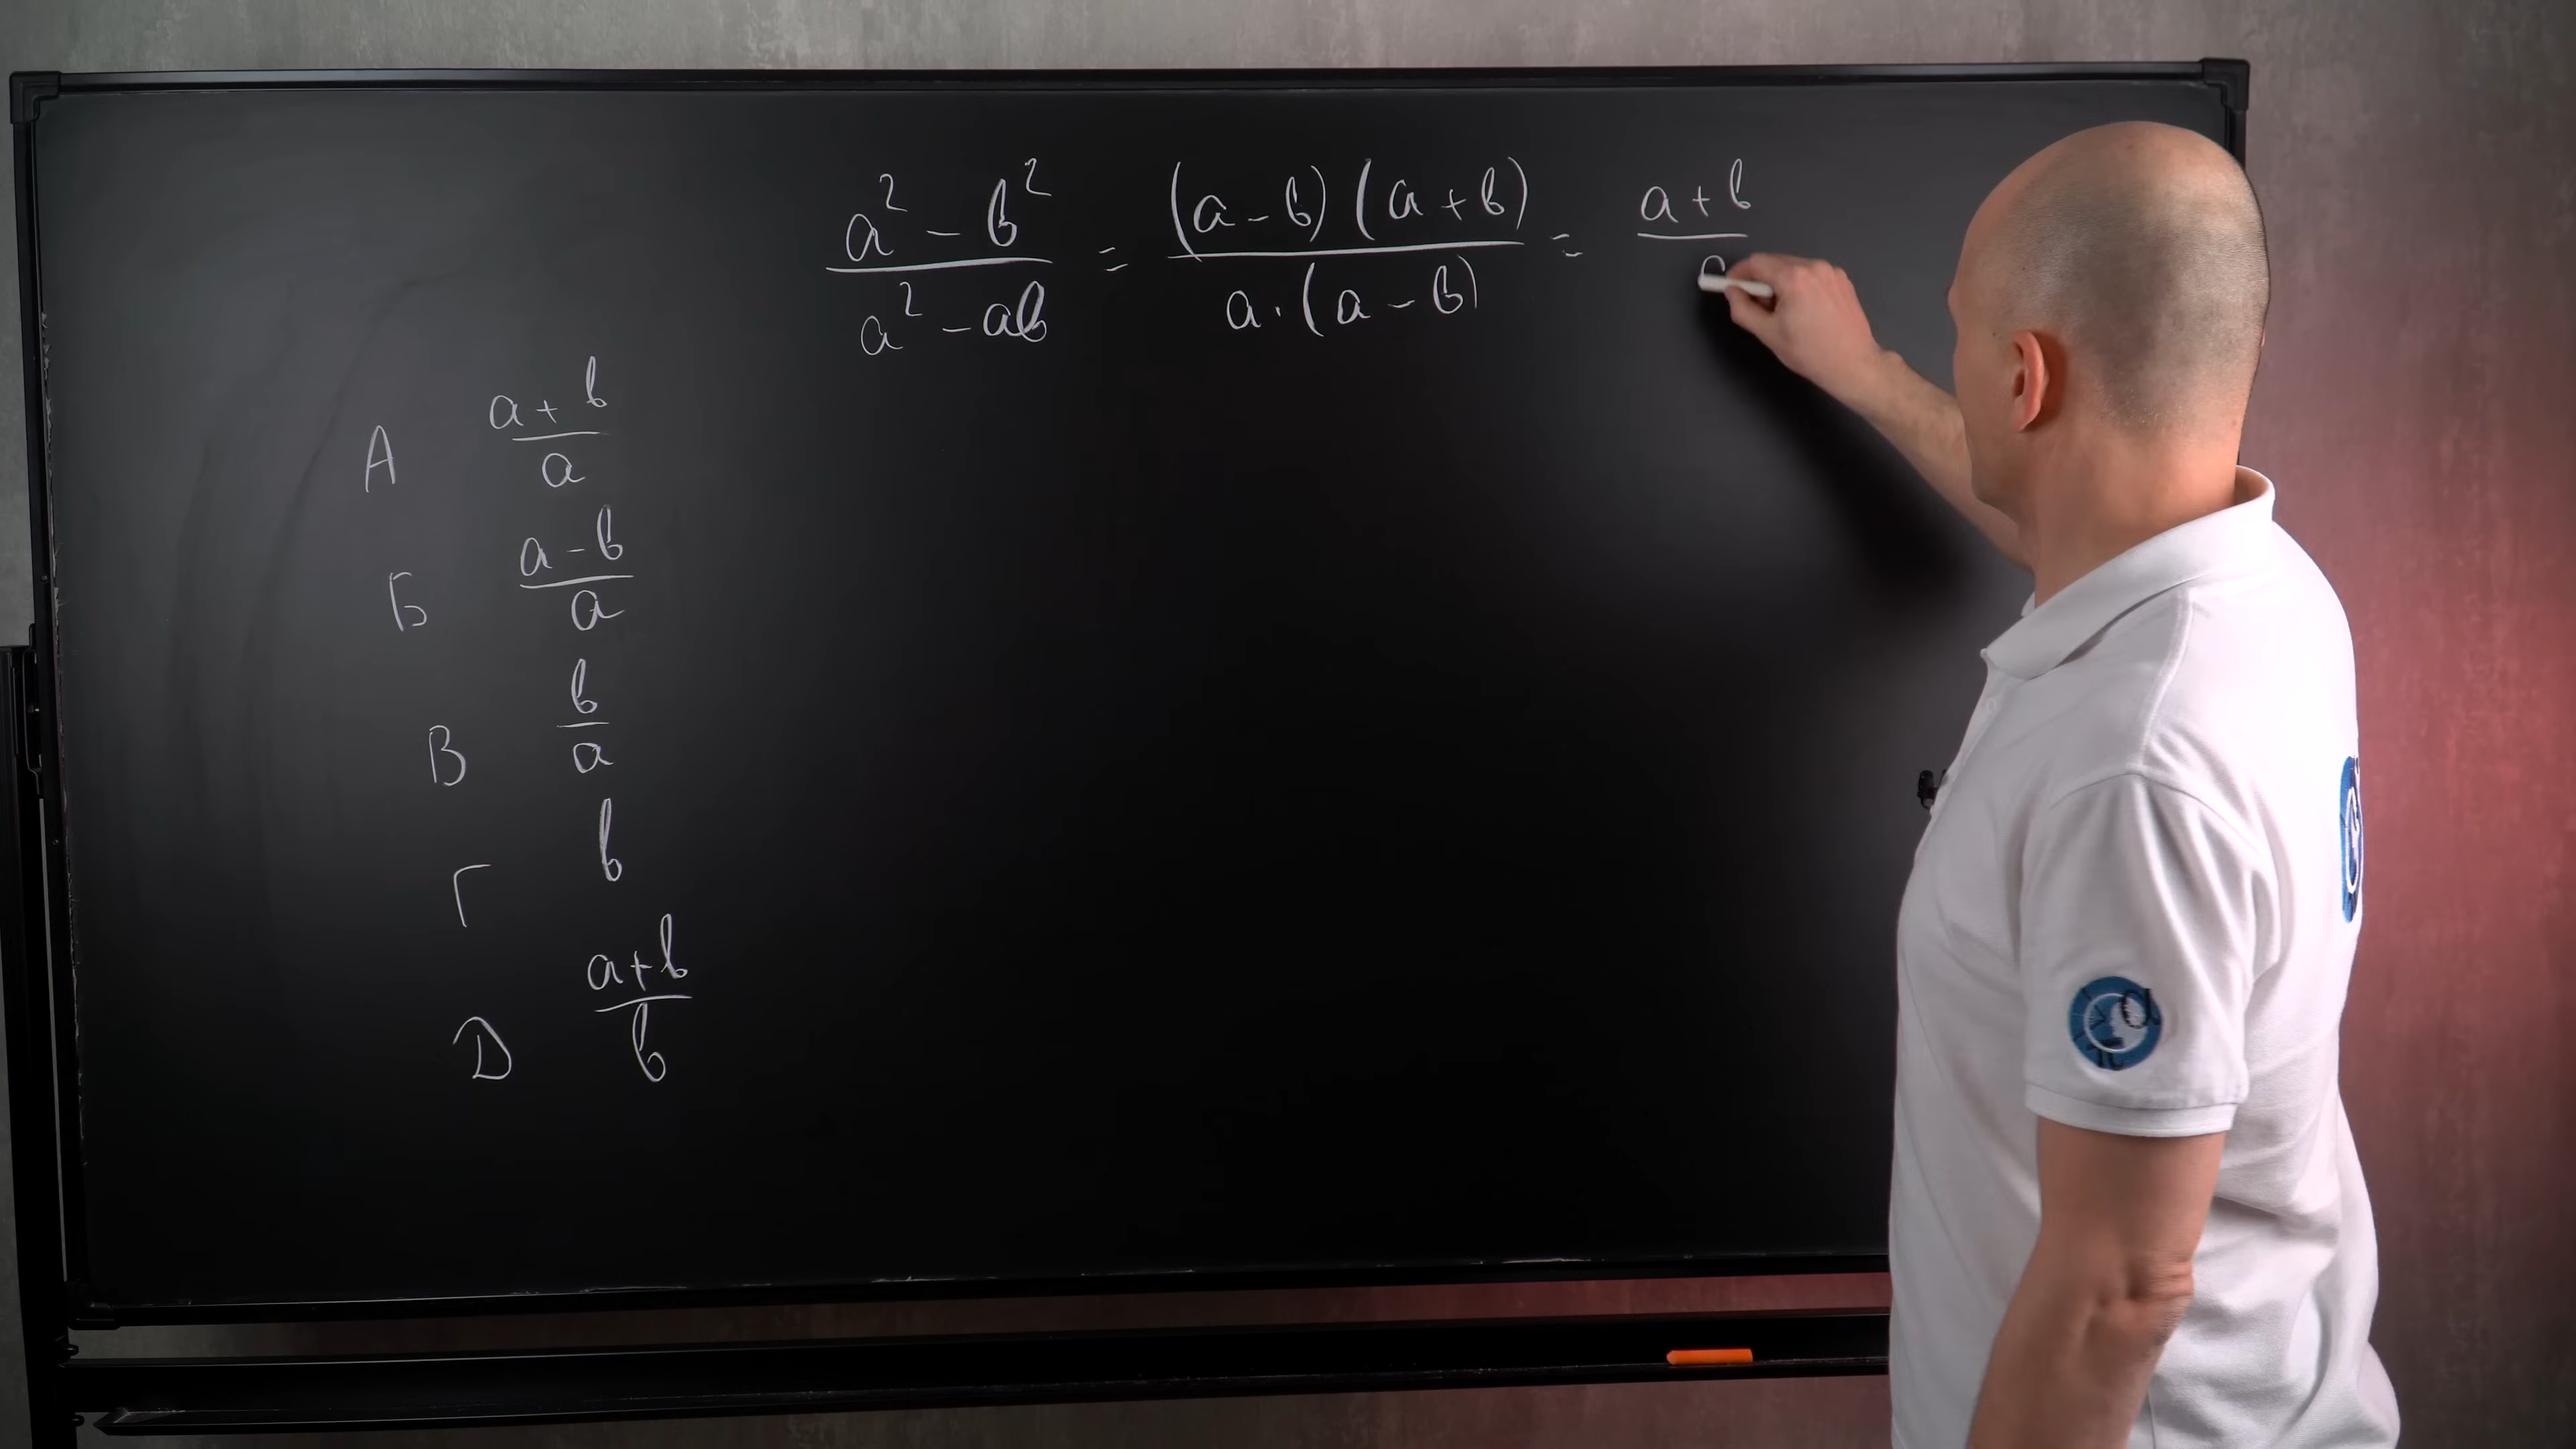 a² - b² / a² - ab = (a - b)(a + b) / a · (a - b) = a + b /
А a + b / a
Б a - b / a
В b / a
Г b
Д a + b / b